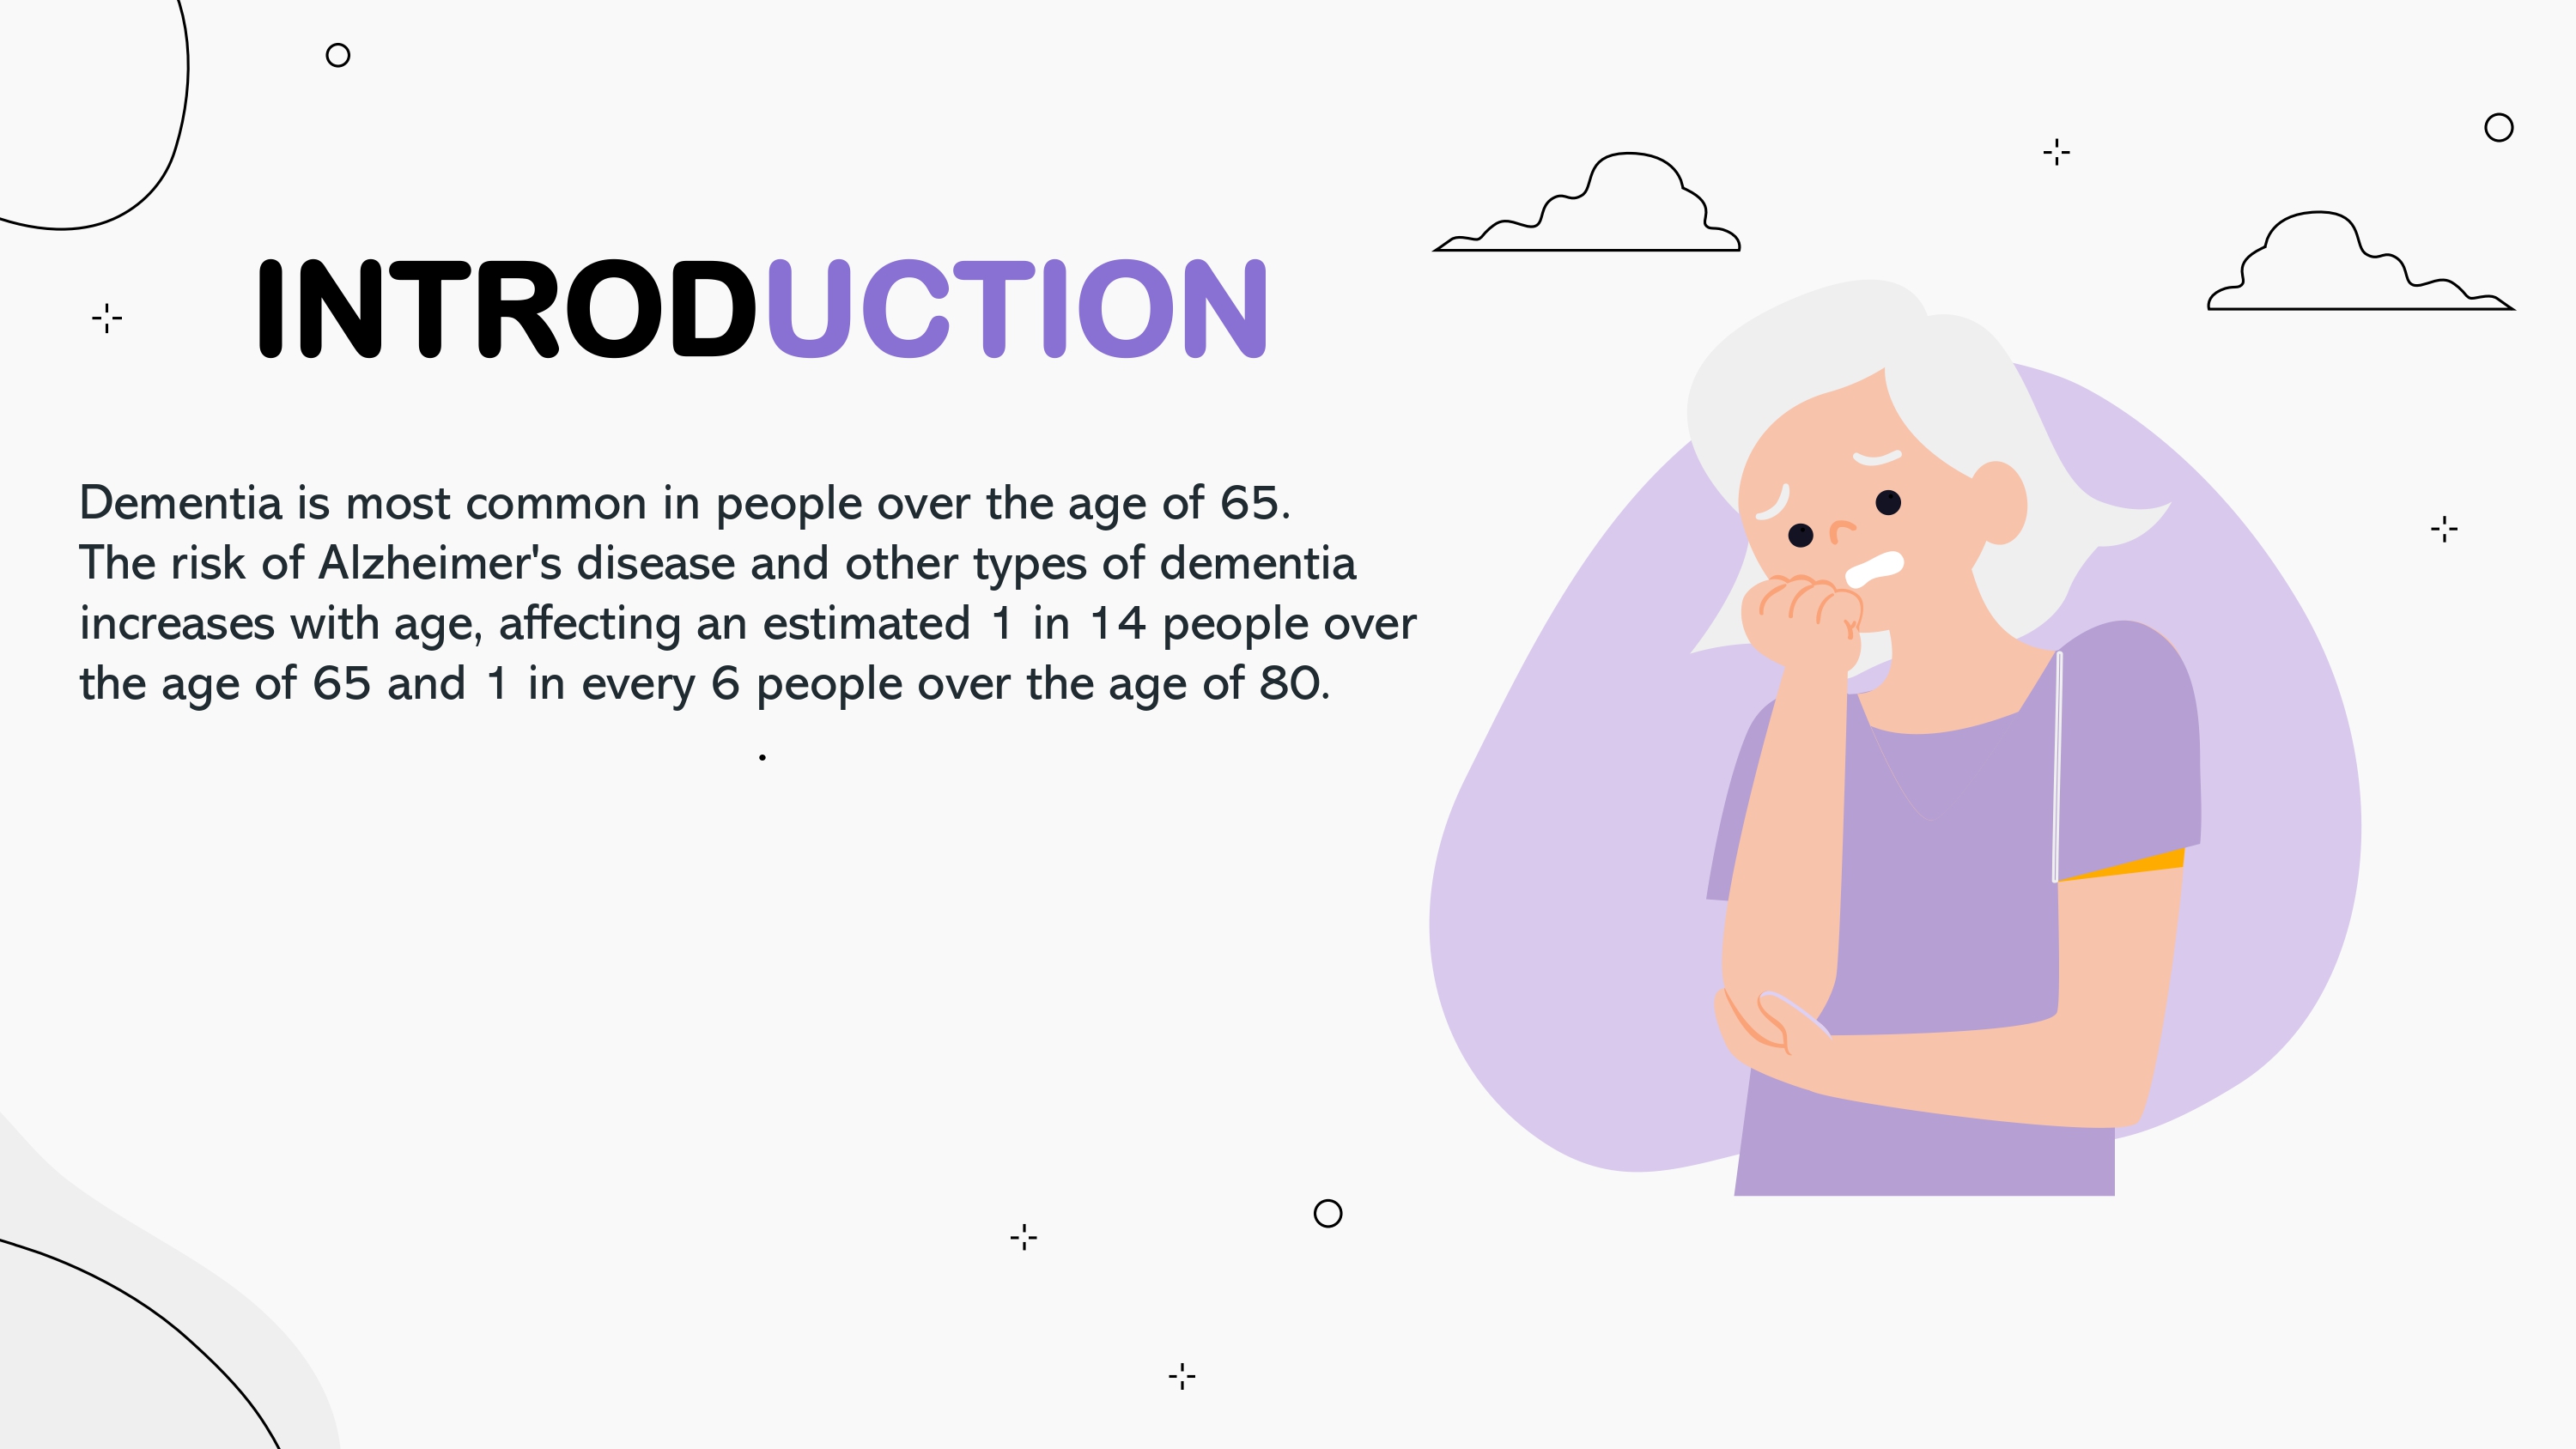 INTRODUCTION
Dementia is most common in people over the age of 65.
The risk of Alzheimer's disease and other types of dementia
increases with age, affecting an estimated 1 in 14 people over
the age of 65 and 1 in every 6 people over the age of 80.
.